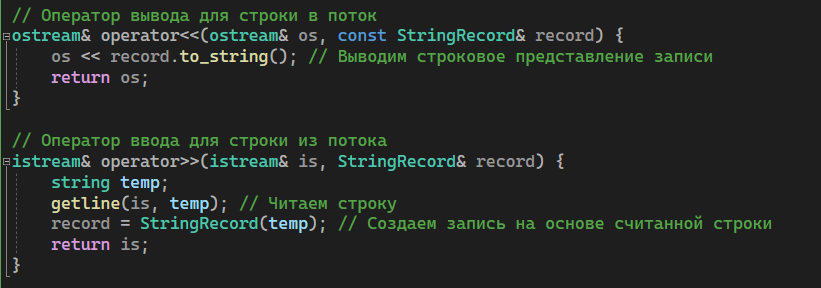 // Оператор вывода для строки в поток
ostream& operator<<(ostream& os, const StringRecord& record) {
    os << record.to_string(); // Выводим строковое представление записи
    return os;
}

// Оператор ввода для строки из потока
istream& operator>>(istream& is, StringRecord& record) {
    string temp;
    getline(is, temp); // Читаем строку
    record = StringRecord(temp); // Создаем запись на основе считанной строки
    return is;
}